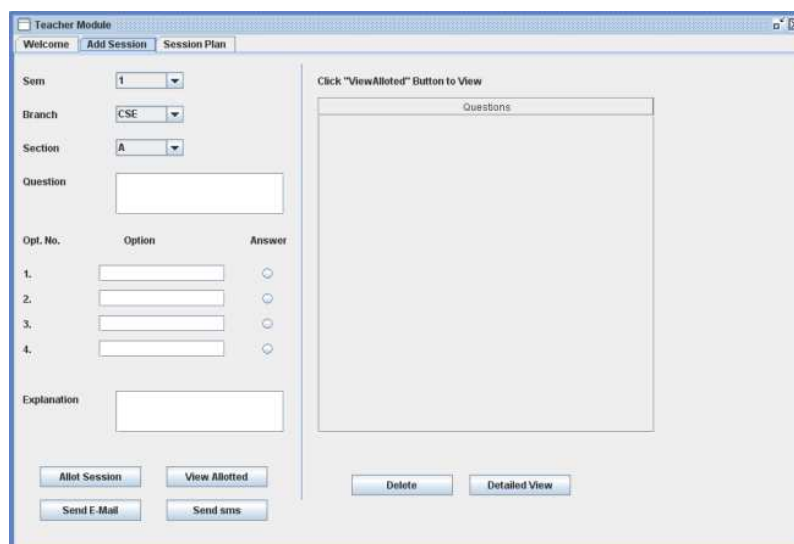 Teacher Module
Welcome Add Session Session Plan
Sem 1
Branch CSE
Section A
Question
Opt. No. Option Answer
1.
2.
3.
4.
Explanation
Allot Session View Allotted
Send E-Mail Send sms
Click "ViewAlloted" Button to View
Questions
Delete Detailed View